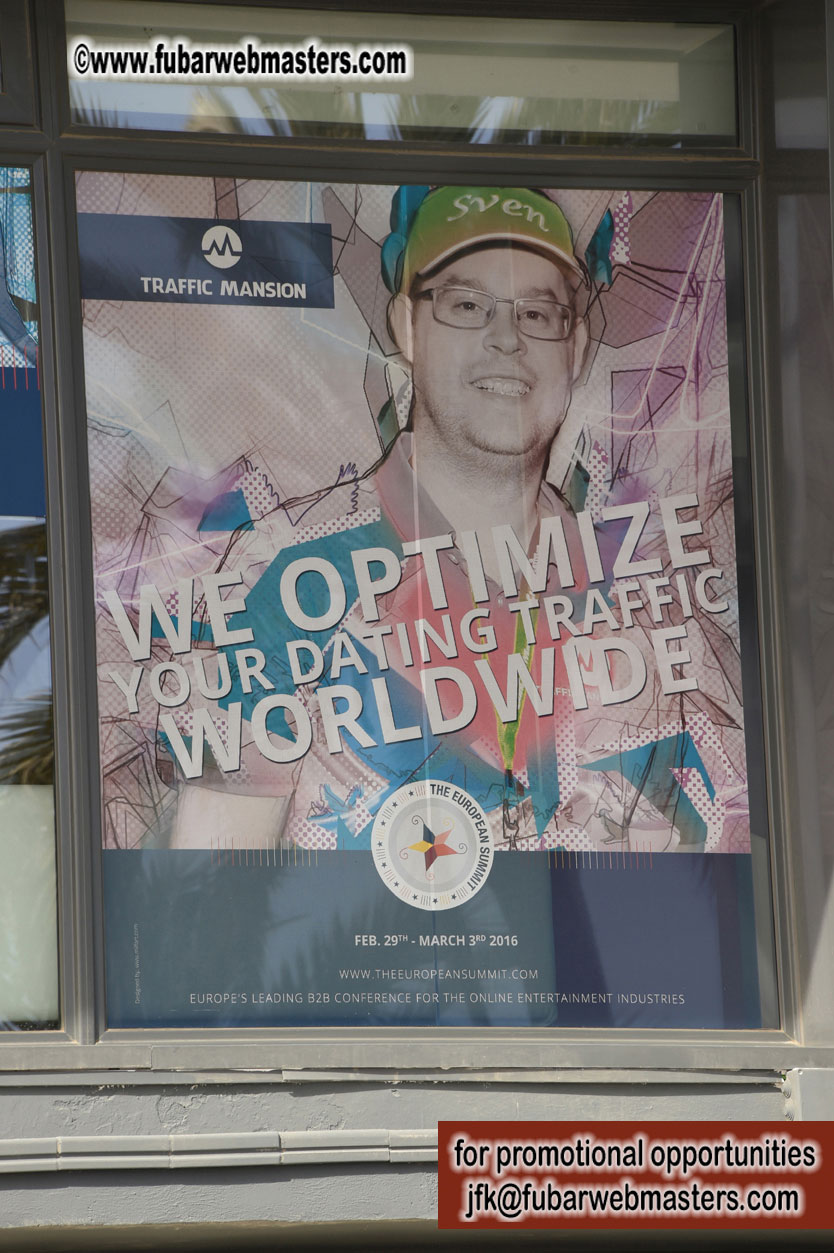 ©www.fubarwebmasters.com
sven
TRAFFIC MANSION
WE OPTIMIZE
YOUR DATING TRAFFIC
WORLDWIDE
THE EUROPEAN SUMMIT
FEB. 29TH - MARCH 3RD 2016
WWW.THEEUROPEANSUMMIT.COM
EUROPE'S LEADING B2B CONFERENCE FOR THE ONLINE ENTERTAINMENT INDUSTRIES
for promotional opportunities
jfk@fubarwebmasters.com